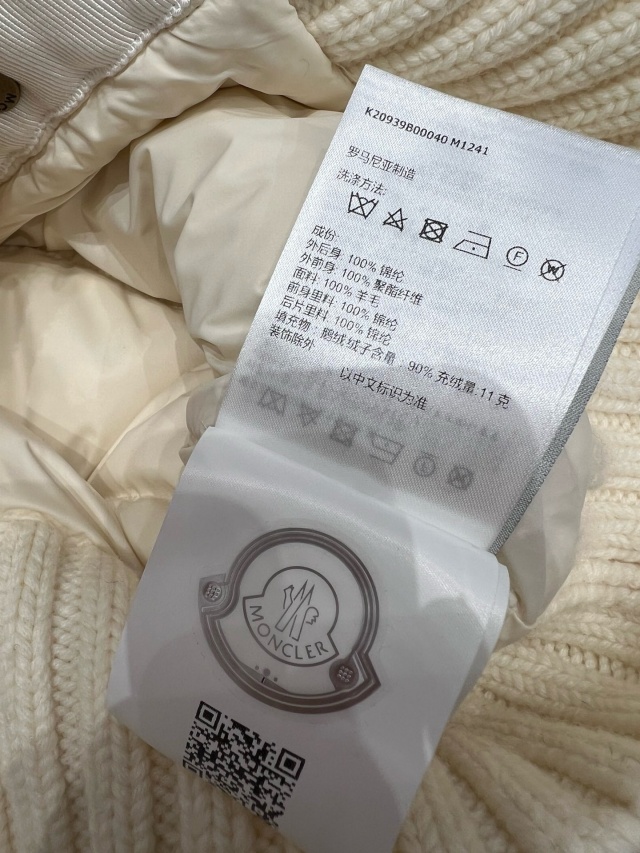 K20939B00040 M1241
罗马尼亚制造
洗涤方法:
F
W
成份:
外后身: 100% 锦纶
外前身: 100% 聚酯纤维
面料: 100% 羊毛
前身里料: 100% 锦纶
后片里料: 100% 锦纶
填充物: 鹅绒 绒子含量: 90% 充绒量:11克
装饰除外
以中文标识为准
MONCLER